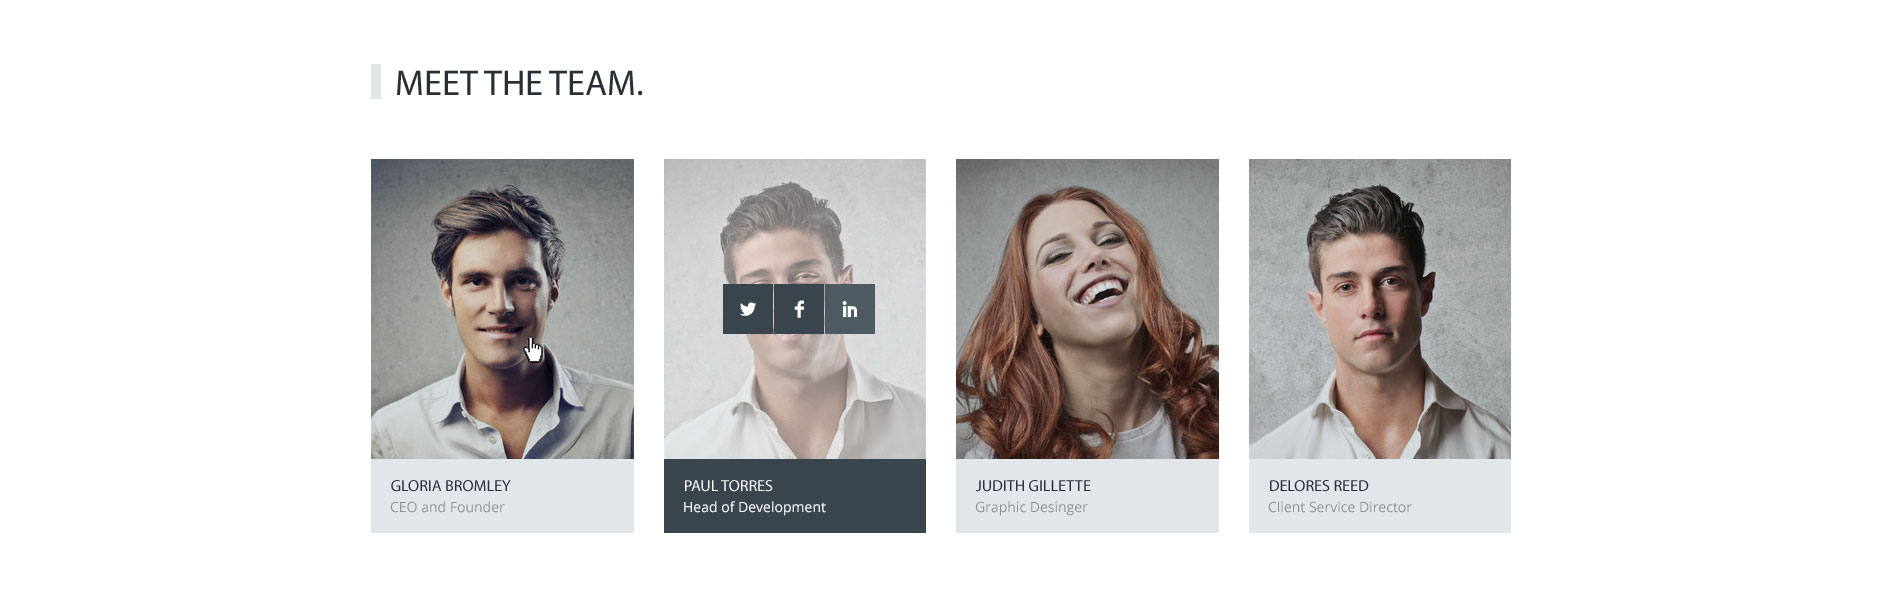 MEET THE TEAM.
GLORIA BROMLEY
CEO and Founder
PAUL TORRES
Head of Development
JUDITH GILLETTE
Graphic Desinger
DELORES REED
Client Service Director